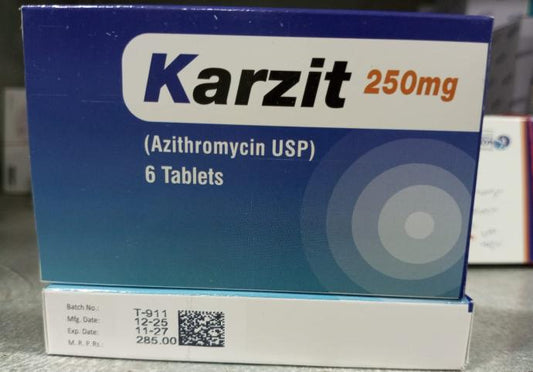 Karzit 250mg
(Azithromycin USP)
6 Tablets
Batch No.: T-911
Mfg. Date: 12-25
Exp. Date: 11-27
M. R. P. Rs.: 285.00